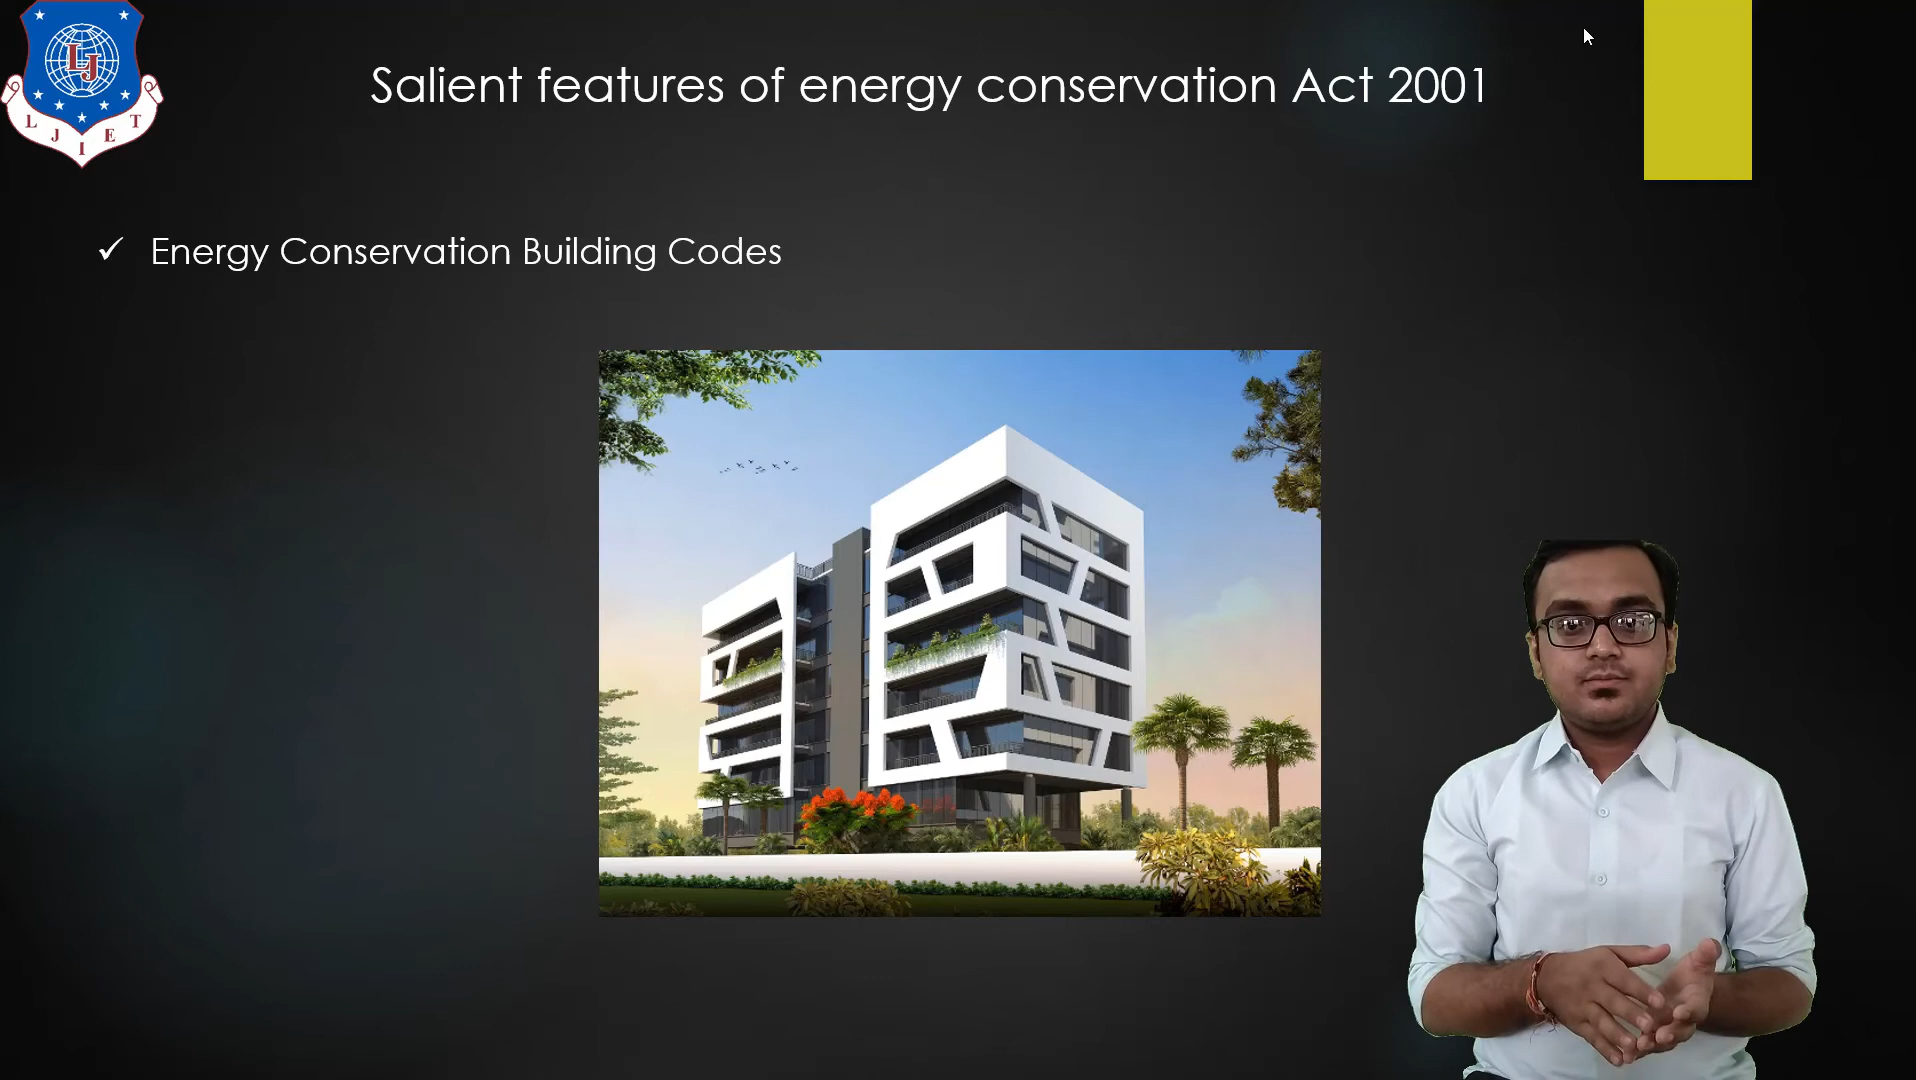 LJ
L J I E T
Salient features of energy conservation Act 2001
✓ Energy Conservation Building Codes